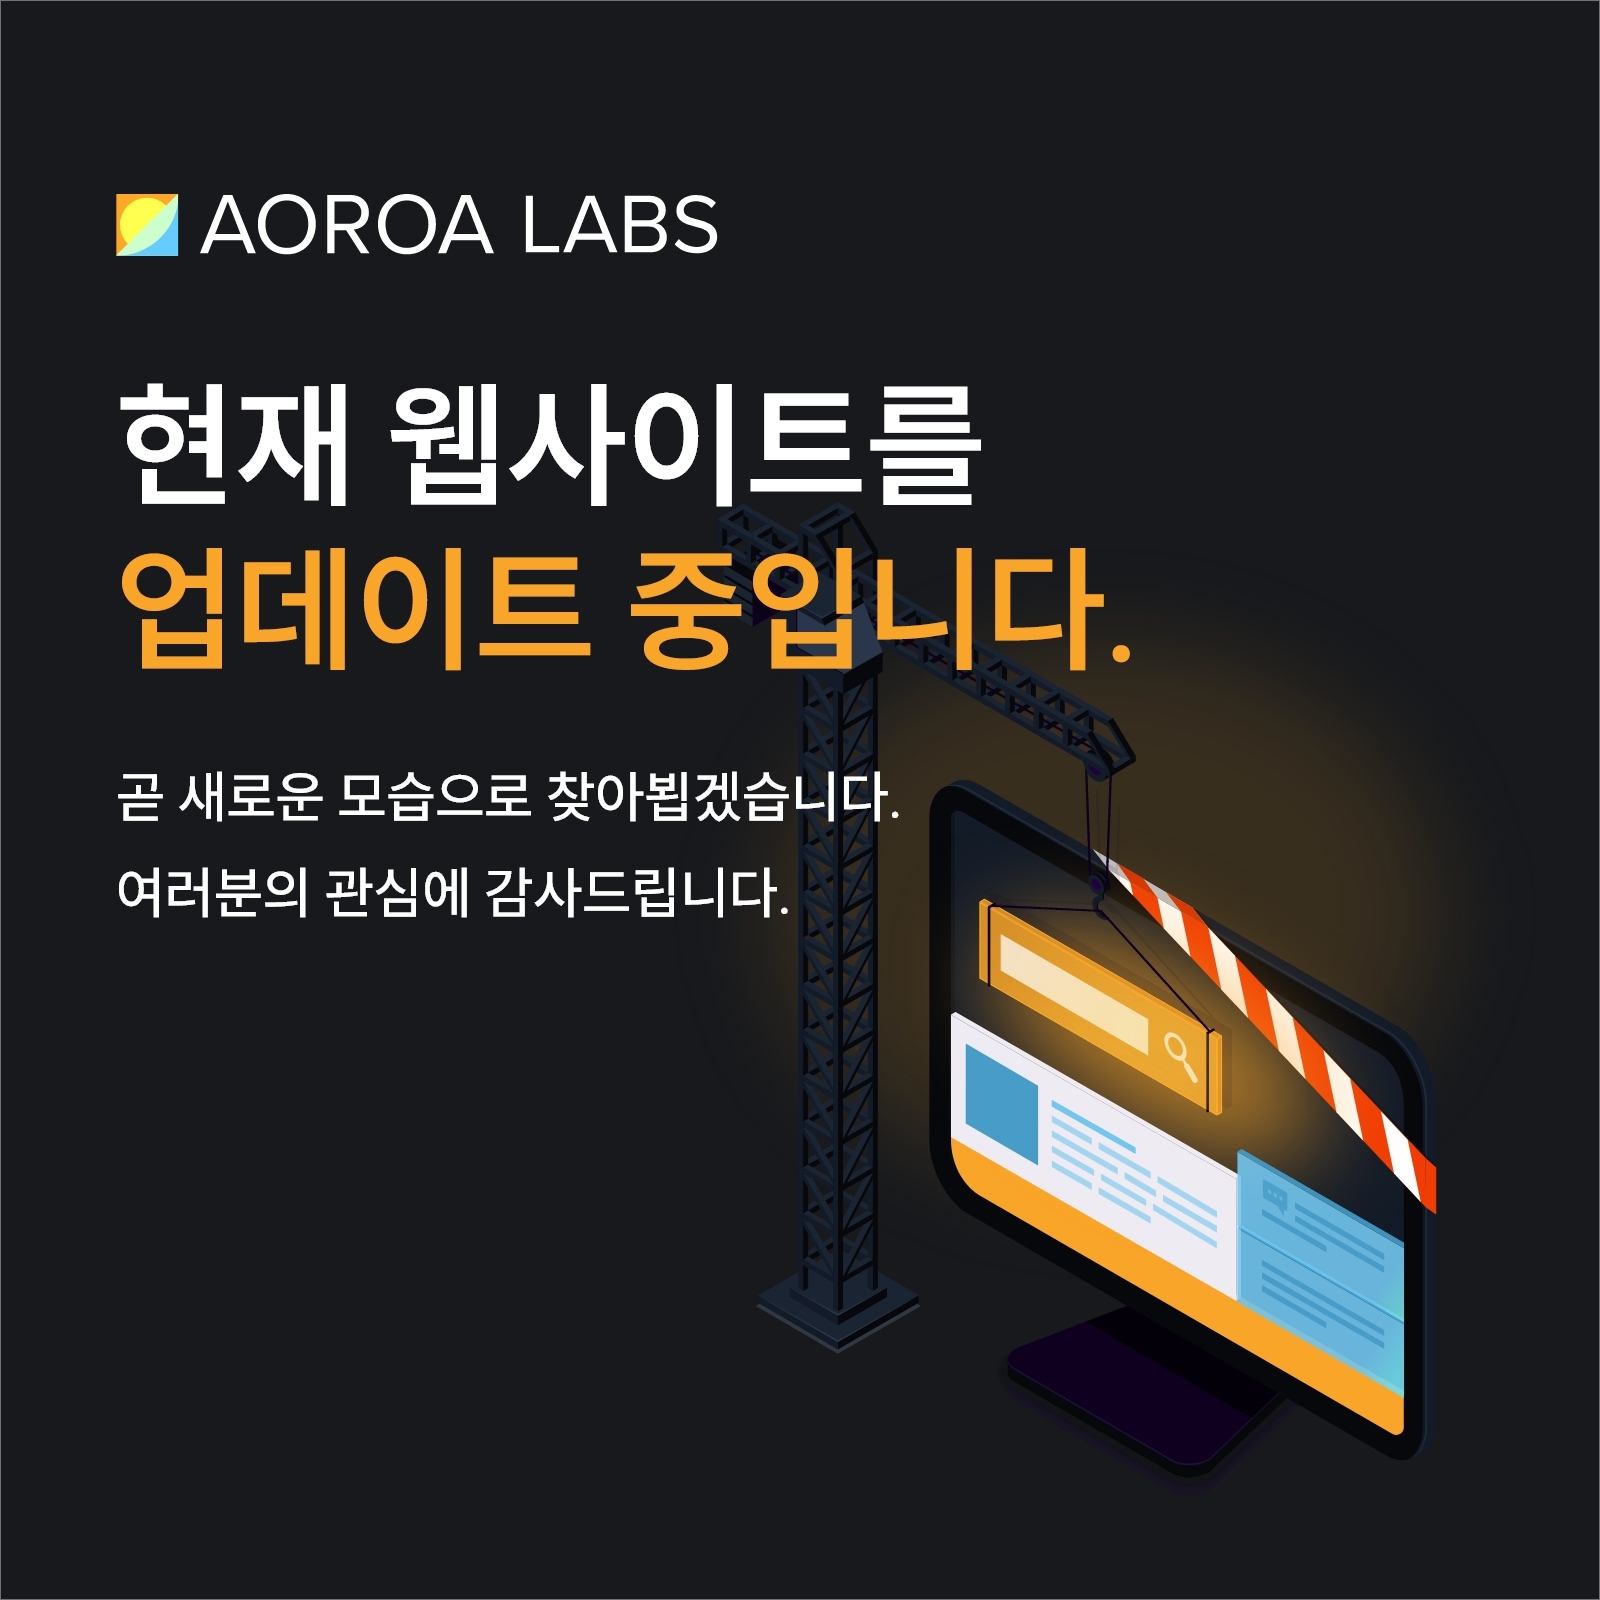 AOROA LABS
현재 웹사이트를
업데이트 중입니다.
곧 새로운 모습으로 찾아뵙겠습니다.
여러분의 관심에 감사드립니다.